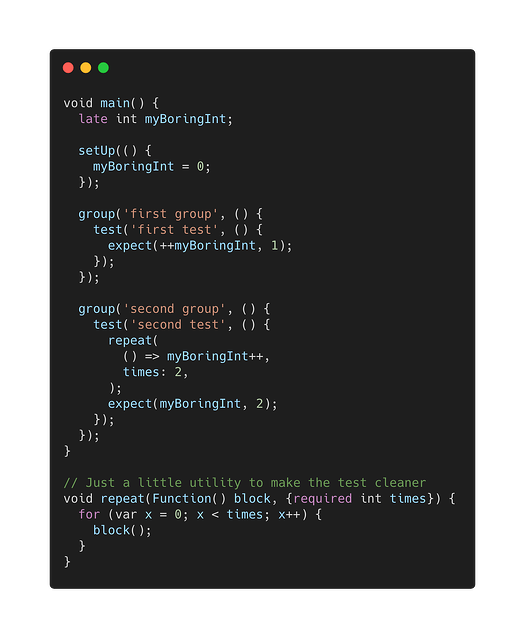 void main() {
  late int myBoringInt;

  setUp(() {
    myBoringInt = 0;
  });

  group('first group', () {
    test('first test', () {
      expect(++myBoringInt, 1);
    });
  });

  group('second group', () {
    test('second test', () {
      repeat(
        () => myBoringInt++,
        times: 2,
      );
      expect(myBoringInt, 2);
    });
  });
}

// Just a little utility to make the test cleaner
void repeat(Function() block, {required int times}) {
  for (var x = 0; x < times; x++) {
    block();
  }
}